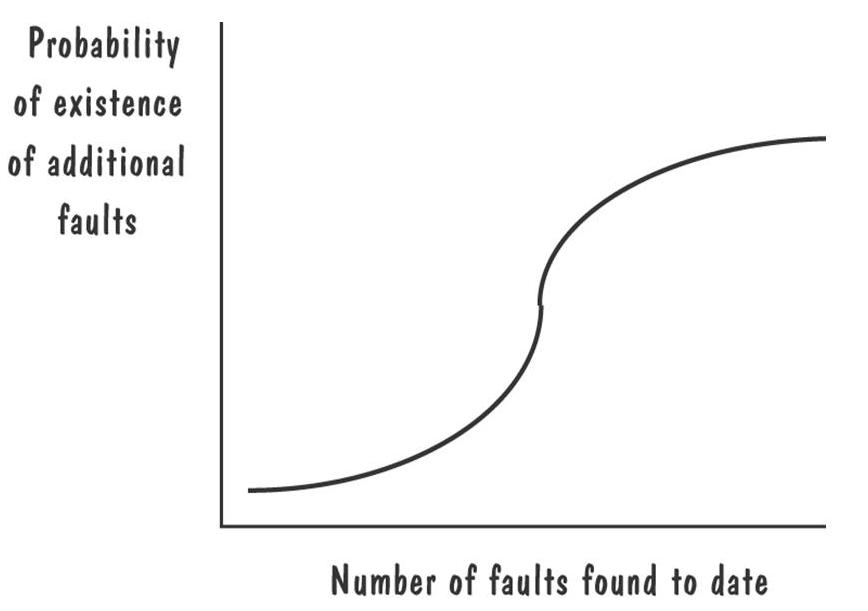 Probability
of existence
of additional
faults
Number of faults found to date